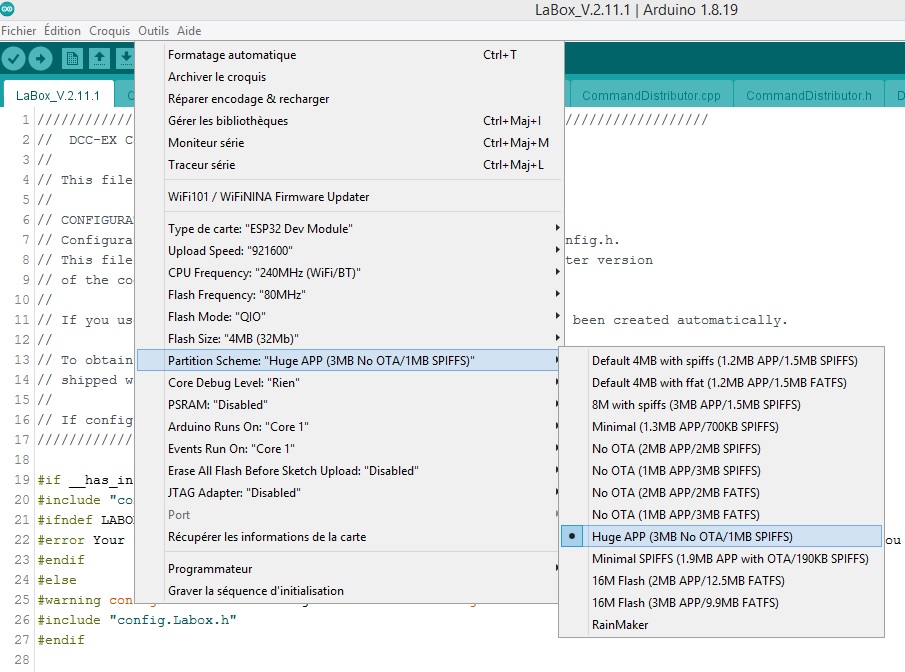 LaBox_V.2.11.1 | Arduino 1.8.19
Fichier Édition Croquis Outils Aide
LaBox_V.2.11.1
CommandDistributor.cpp
CommandDistributor.h
D
Formatage automatique Ctrl+T
Archiver le croquis
Réparer encodage & recharger
Gérer les bibliothèques Ctrl+Maj+I
Moniteur série Ctrl+Maj+M
Traceur série Ctrl+Maj+L
WiFi101 / WiFiNINA Firmware Updater
Type de carte: "ESP32 Dev Module"
Upload Speed: "921600"
CPU Frequency: "240MHz (WiFi/BT)"
Flash Frequency: "80MHz"
Flash Mode: "QIO"
Flash Size: "4MB (32Mb)"
Partition Scheme: "Huge APP (3MB No OTA/1MB SPIFFS)"
Core Debug Level: "Rien"
PSRAM: "Disabled"
Arduino Runs On: "Core 1"
Events Run On: "Core 1"
Erase All Flash Before Sketch Upload: "Disabled"
JTAG Adapter: "Disabled"
Port
Récupérer les informations de la carte
Programmateur
Graver la séquence d'initialisation
Default 4MB with spiffs (1.2MB APP/1.5MB SPIFFS)
Default 4MB with ffat (1.2MB APP/1.5MB FATFS)
8M with spiffs (3MB APP/1.5MB SPIFFS)
Minimal (1.3MB APP/700KB SPIFFS)
No OTA (2MB APP/2MB SPIFFS)
No OTA (1MB APP/3MB SPIFFS)
No OTA (2MB APP/2MB FATFS)
No OTA (1MB APP/3MB FATFS)
Huge APP (3MB No OTA/1MB SPIFFS)
Minimal SPIFFS (1.9MB APP with OTA/190KB SPIFFS)
16M Flash (2MB APP/12.5MB FATFS)
16M Flash (3MB APP/9.9MB FATFS)
RainMaker
1 //////////// //////////////////
2 // DCC-EX C
3 //
4 // This file
5 //
6 // CONFIGURA
7 // Configura nfig.h.
8 // This file ter version
9 // of the co
10 //
11 // If you us been created automatically.
12 //
13 // To obtain
14 // shipped w
15 //
16 // If config
17 ////////////
18
19 #if __has_in
20 #include "co
21 #ifndef LABO
22 #error Your ou
23 #endif
24 #else
25 #warning con
26 #include "config.Labox.h"
27 #endif
28